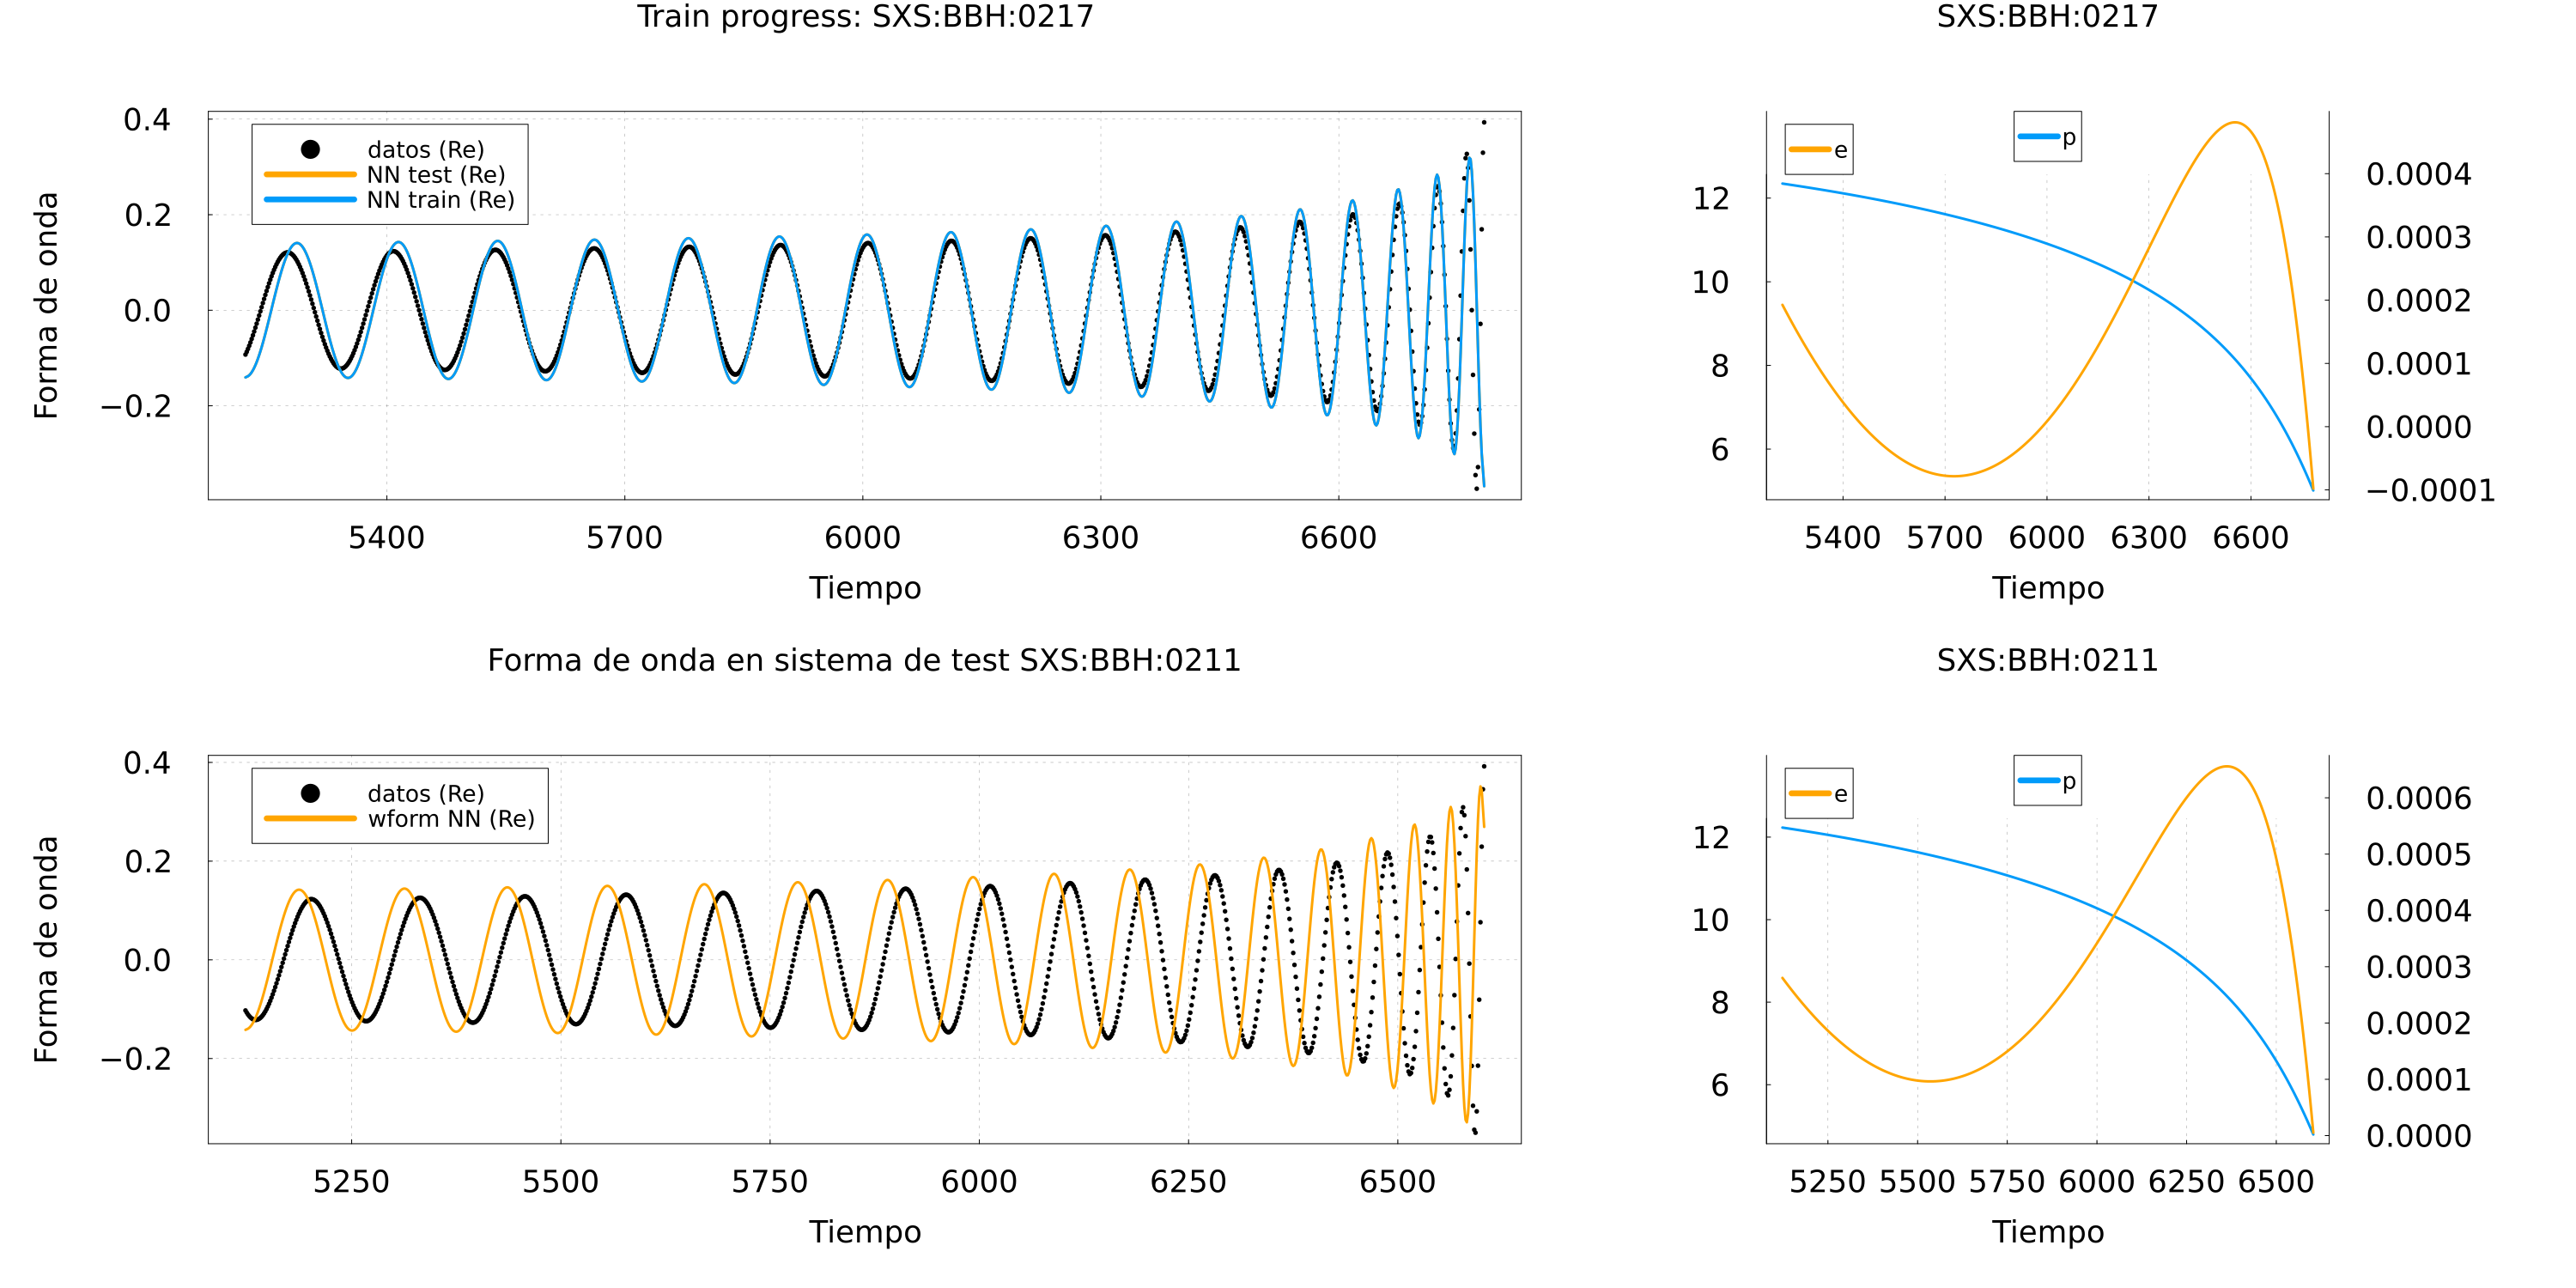 Train progress: SXS:BBH:0217
Forma de onda
0.4
0.2
0.0
−0.2
datos (Re)
NN test (Re)
NN train (Re)
5400 5700 6000 6300 6600
Tiempo
SXS:BBH:0217
12
10
8
6
e
p
0.0004
0.0003
0.0002
0.0001
0.0000
−0.0001
5400 5700 6000 6300 6600
Tiempo
Forma de onda en sistema de test SXS:BBH:0211
Forma de onda
0.4
0.2
0.0
−0.2
datos (Re)
wform NN (Re)
5250 5500 5750 6000 6250 6500
Tiempo
SXS:BBH:0211
12
10
8
6
e
p
0.0006
0.0005
0.0004
0.0003
0.0002
0.0001
0.0000
5250 5500 5750 6000 6250 6500
Tiempo